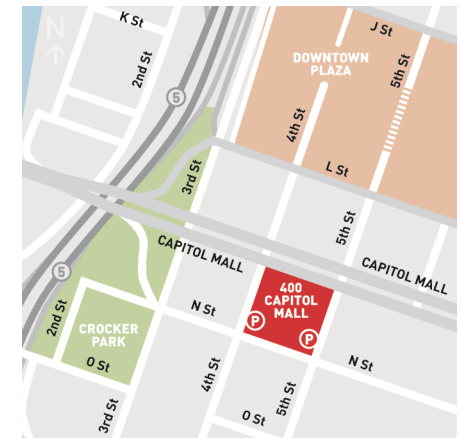 K St
J St
N
2nd St
DOWNTOWN
PLAZA
5th St
5
4th St
3rd St
L St
5th St
CAPITOL MALL
CAPITOL MALL
5
400
CAPITOL
MALL
2nd St
N St
P
CROCKER
PARK
P
O St
N St
4th St
5th St
3rd St
O St